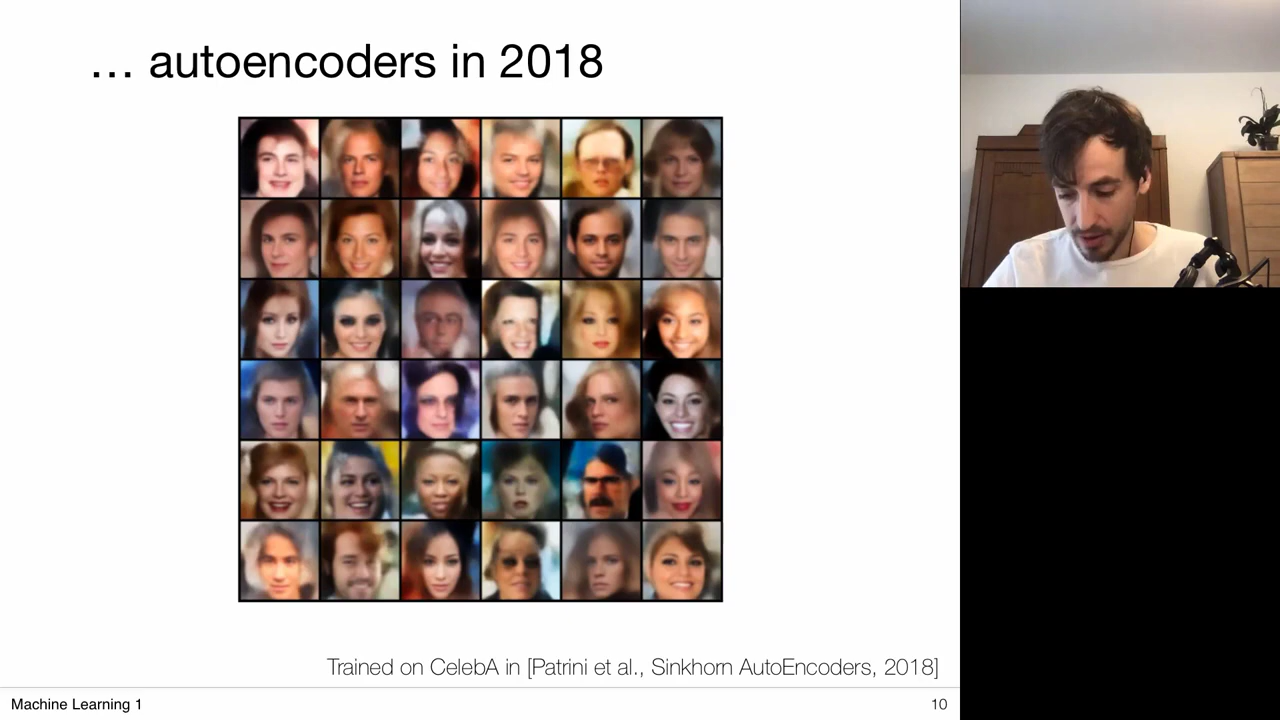 … autoencoders in 2018
Trained on CelebA in [Patrini et al., Sinkhorn AutoEncoders, 2018]
Machine Learning 1
10